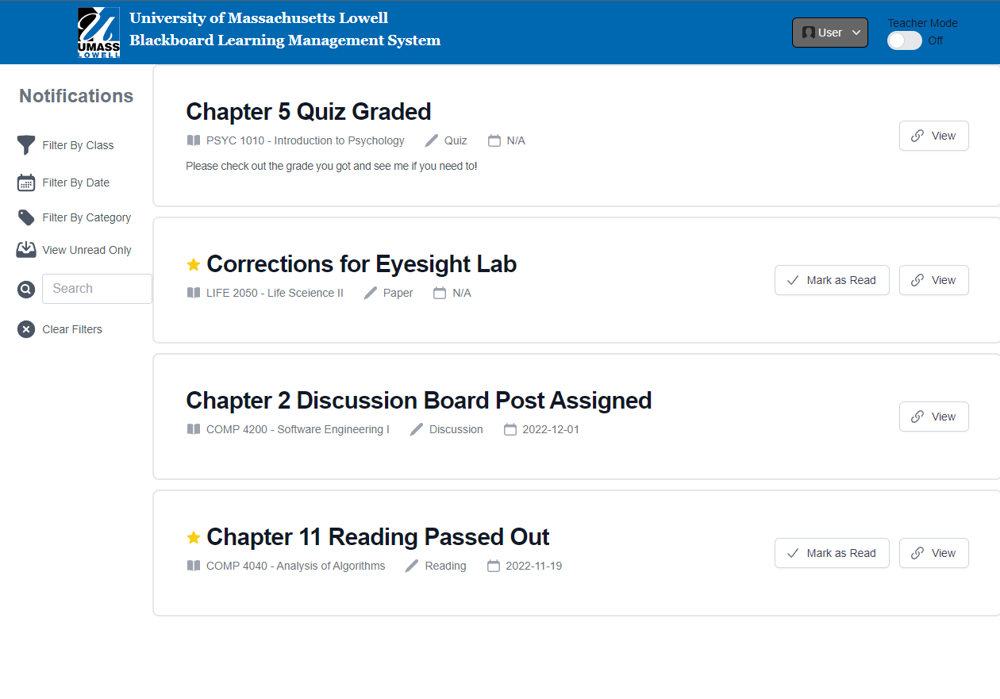 UMASS
LOWELL
University of Massachusetts Lowell
Blackboard Learning Management System
User
Teacher Mode
Off
Notifications
Filter By Class
Filter By Date
Filter By Category
View Unread Only
Search
Clear Filters
Chapter 5 Quiz Graded
PSYC 1010 - Introduction to Psychology Quiz N/A
Please check out the grade you got and see me if you need to!
View
Corrections for Eyesight Lab
LIFE 2050 - Life Sceience II Paper N/A
Mark as Read View
Chapter 2 Discussion Board Post Assigned
COMP 4200 - Software Engineering I Discussion 2022-12-01
View
Chapter 11 Reading Passed Out
COMP 4040 - Analysis of Algorithms Reading 2022-11-19
Mark as Read View